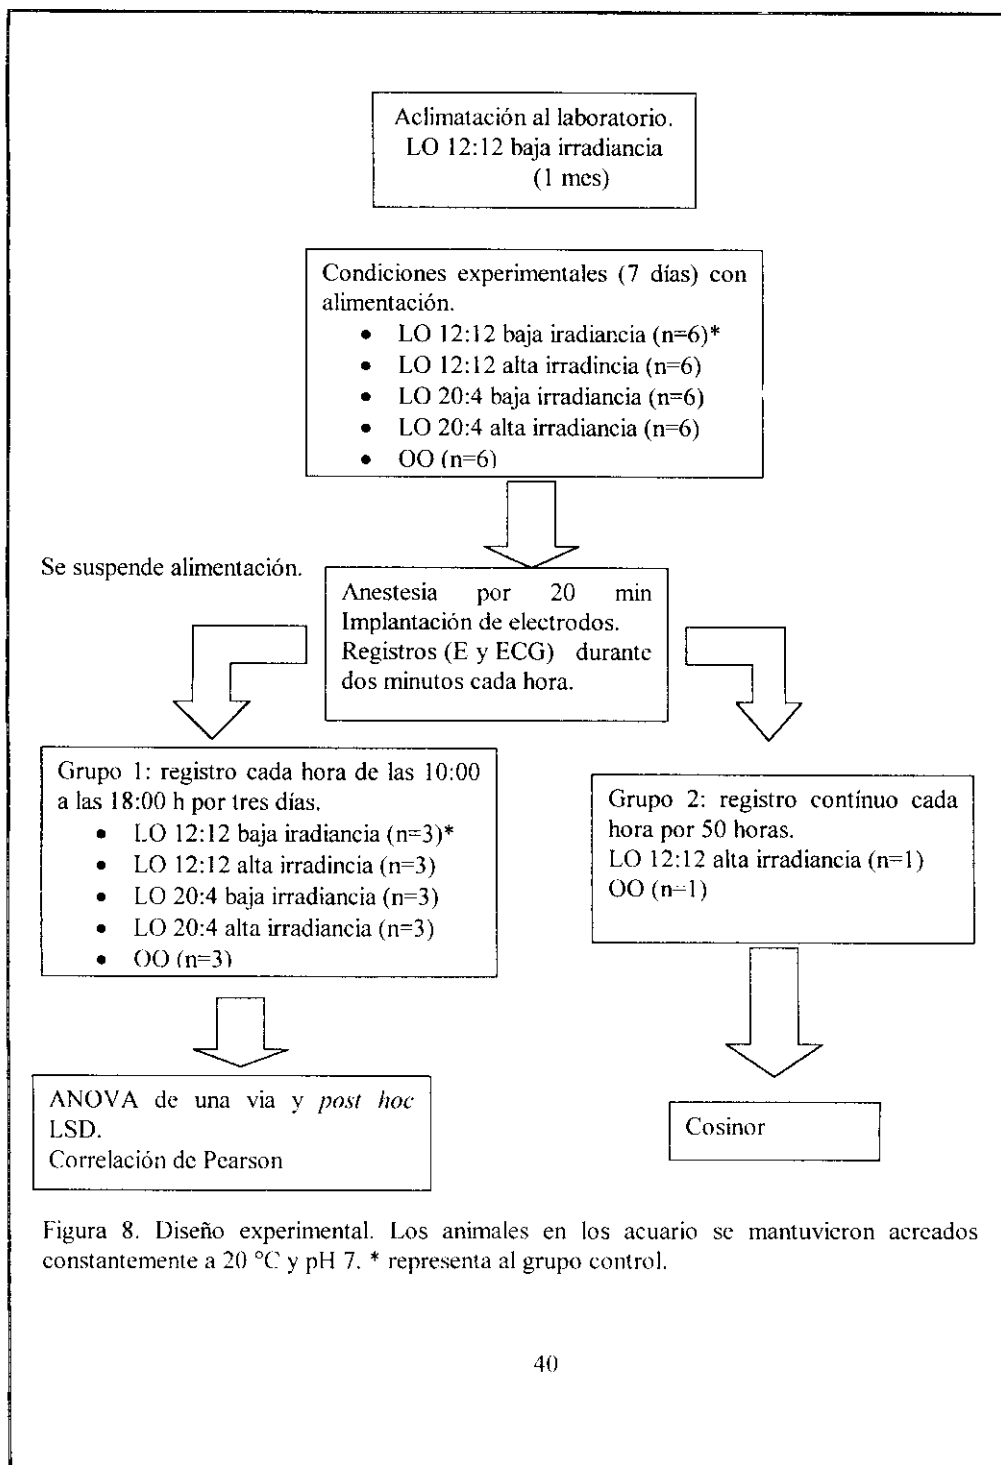 Aclimatación al laboratorio.
LO 12:12 baja irradiancia
(1 mes)
Condiciones experimentales (7 días) con
alimentación.
• LO 12:12 baja iradiancia (n=6)*
• LO 12:12 alta irradincia (n=6)
• LO 20:4 baja irradiancia (n=6)
• LO 20:4 alta irradiancia (n=6)
• OO (n=6)
Se suspende alimentación.
Anestesia por 20 min
Implantación de electrodos.
Registros (E y ECG) durante
dos minutos cada hora.
Grupo 1: registro cada hora de las 10:00
a las 18:00 h por tres días.
• LO 12:12 baja iradiancia (n=3)*
• LO 12:12 alta irradincia (n=3)
• LO 20:4 baja irradiancia (n=3)
• LO 20:4 alta irradiancia (n=3)
• OO (n=3)
Grupo 2: registro contínuo cada
hora por 50 horas.
LO 12:12 alta irradiancia (n=1)
OO (n=1)
ANOVA de una via y post hoc
LSD.
Correlación de Pearson
Cosinor
Figura 8. Diseño experimental. Los animales en los acuario se mantuvieron aereados
constantemente a 20 °C y pH 7. * representa al grupo control.
40